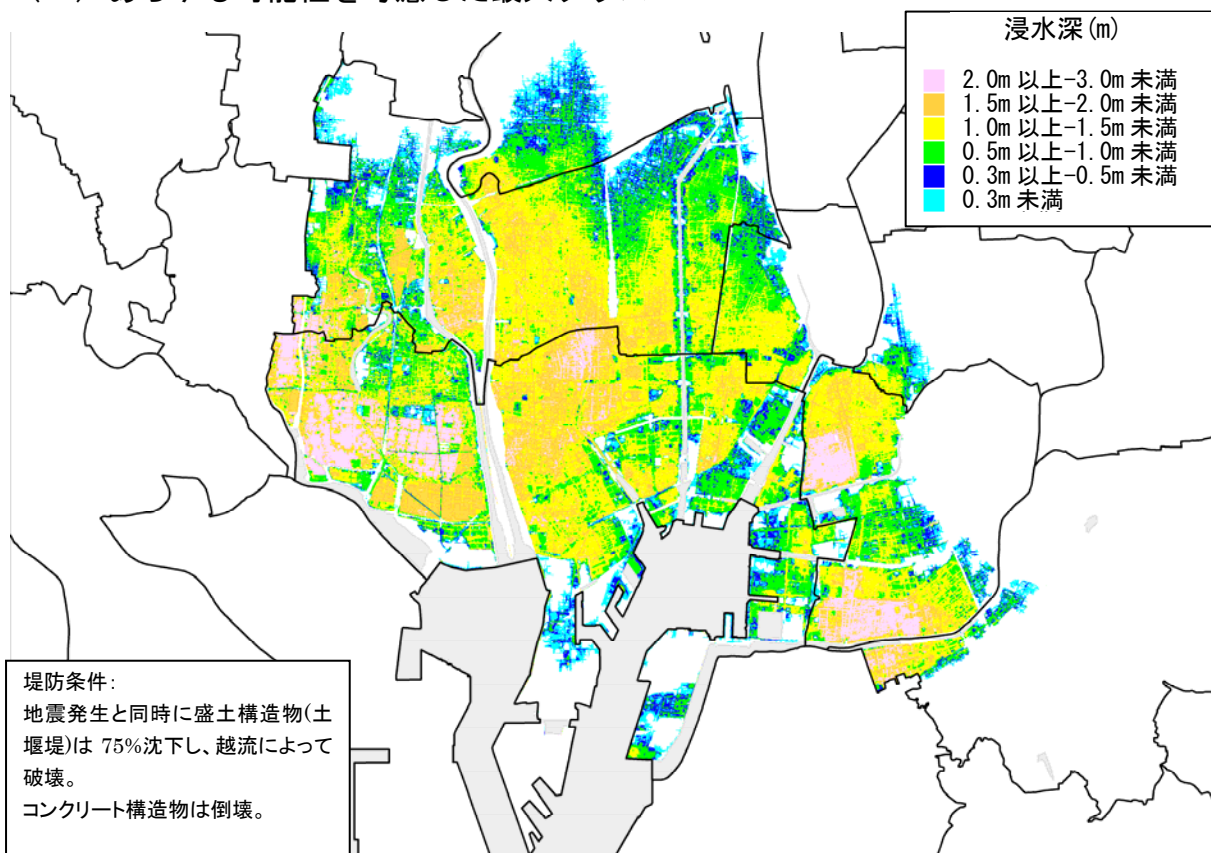 浸水深(m)
2.0m 以上-3.0m 未満
1.5m 以上-2.0m 未満
1.0m 以上-1.5m 未満
0.5m 以上-1.0m 未満
0.3m 以上-0.5m 未満
0.3m 未満
堤防条件:
地震発生と同時に盛土構造物(土
堰堤)は 75%沈下し、越流によって
破壊。
コンクリート構造物は倒壊。